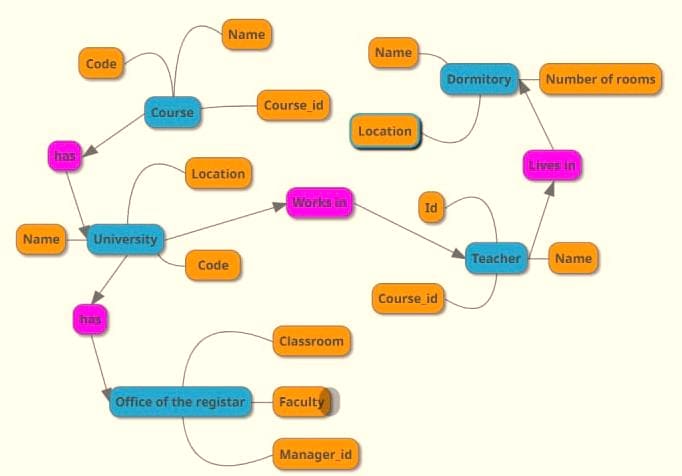 Name
Code
Course
Course_id
has
Location
Name
University
Code
Works in
has
Classroom
Office of the registar
Faculty
Manager_id
Name
Dormitory
Number of rooms
Location
Lives in
Id
Teacher
Name
Course_id